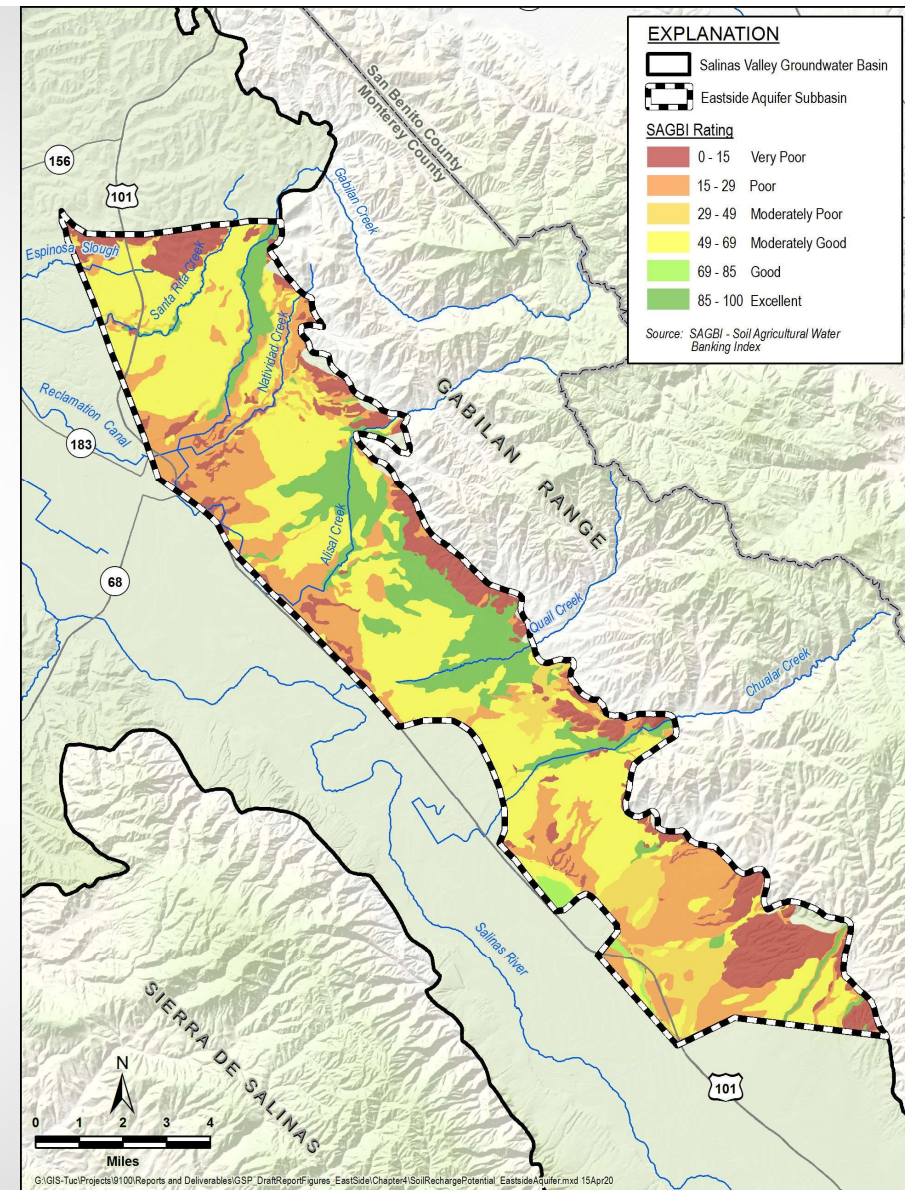 EXPLANATION
Salinas Valley Groundwater Basin
Eastside Aquifer Subbasin
SAGBI Rating
0 - 15 Very Poor
15 - 29 Poor
29 - 49 Moderately Poor
49 - 69 Moderately Good
69 - 85 Good
85 - 100 Excellent
Source: SAGBI - Soil Agricultural Water
Banking Index
San Benito County
Monterey County
156
101
Gabilan Creek
Espinosa Slough
Santa Rita Creek
Natividad Creek
Reclamation Canal
183
GABILAN
RANGE
Alisal Creek
68
Quail Creek
Chualar Creek
Salinas River
SIERRA DE SALINAS
101
N
0 1 2 3 4
Miles
G:\GIS-Tuc\Projects\9100\Reports and Deliverables\GSP_DraftReportFigures_EastSide\Chapter4\SoilRechargePotential_EastsideAquifer.mxd 15Apr20